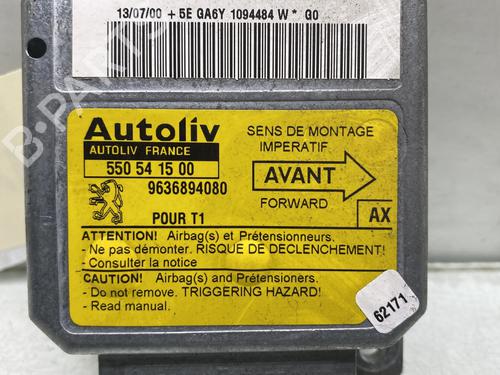 13/07/00 + 5E GA6Y 1094484 W * G0
B-PARTS
Autoliv
AUTOLIV FRANCE
550 54 15 00
9636894080
POUR T1
SENS DE MONTAGE
IMPERATIF
AVANT
FORWARD
AX
ATTENTION! Airbag(s) et Prétensionneurs.
- Ne pas démonter. RISQUE DE DECLENCHEMENT!
- Consulter la notice
CAUTION! Airbag(s) and Prétensioners.
- Do not remove. TRIGGERING HAZARD!
- Read manual.
62171